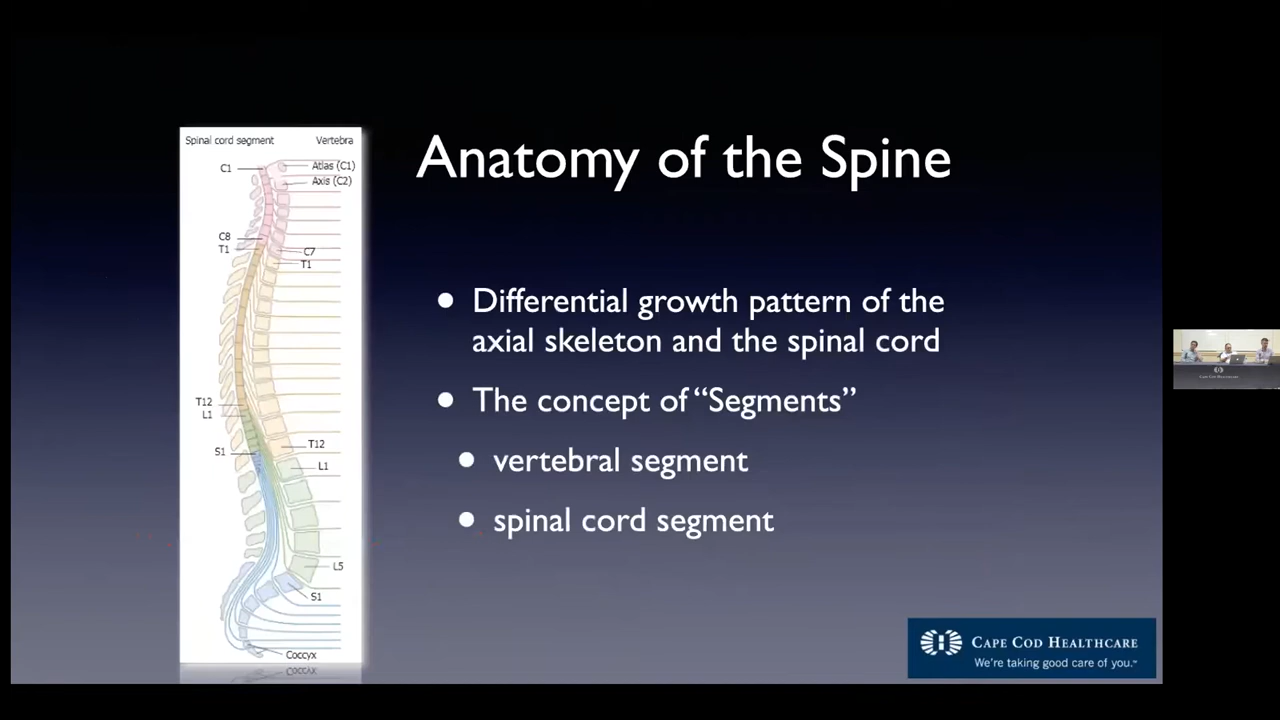 Anatomy of the Spine
Spinal cord segment
Vertebra
C1
Atlas (C1)
Axis (C2)
C8
T1
C7
T1
T12
L1
S1
T12
L1
L5
S1
Coccyx
• Differential growth pattern of the
axial skeleton and the spinal cord
• The concept of “Segments”
• vertebral segment
• spinal cord segment
CAPE COD HEALTHCARE
We're taking good care of you.™